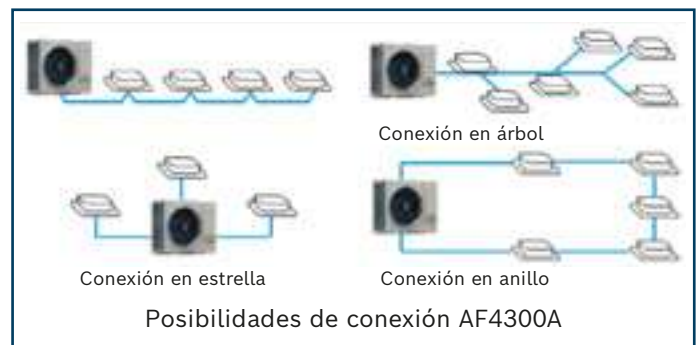 Conexión en árbol
Conexión en estrella
Conexión en anillo
Posibilidades de conexión AF4300A